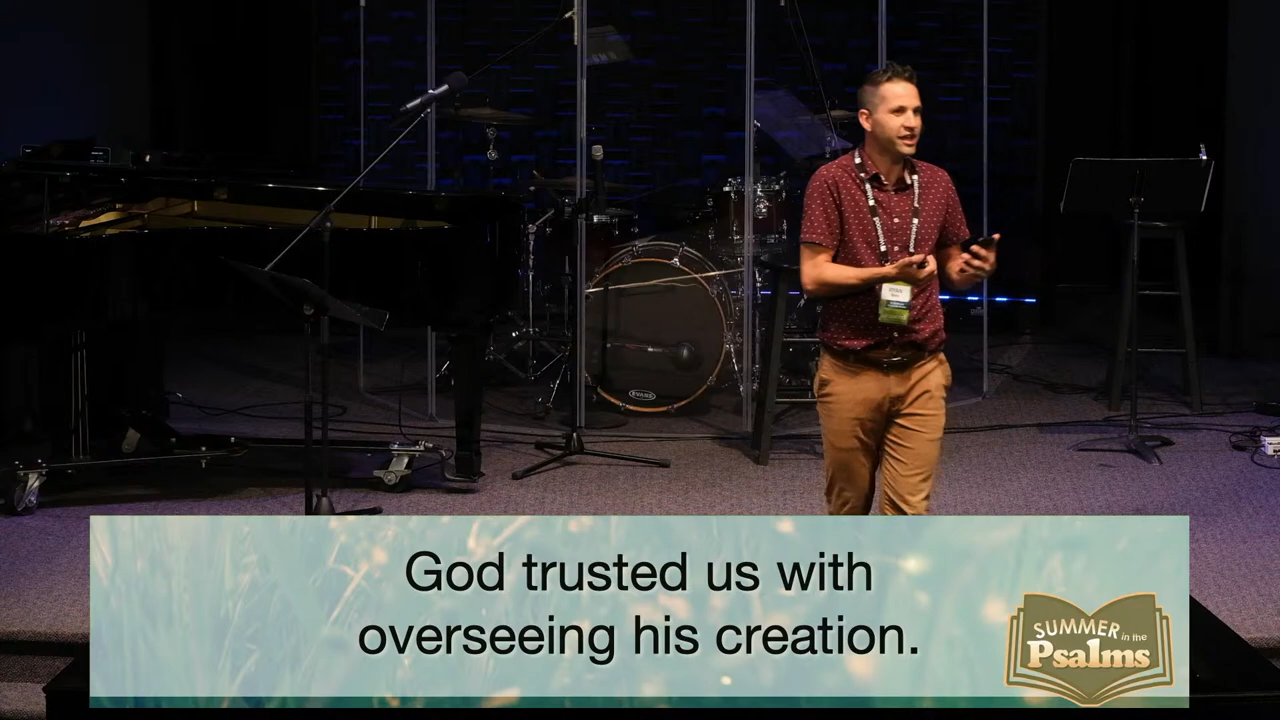 EVANS
God trusted us with
overseeing his creation.
SUMMER in the
Psalms